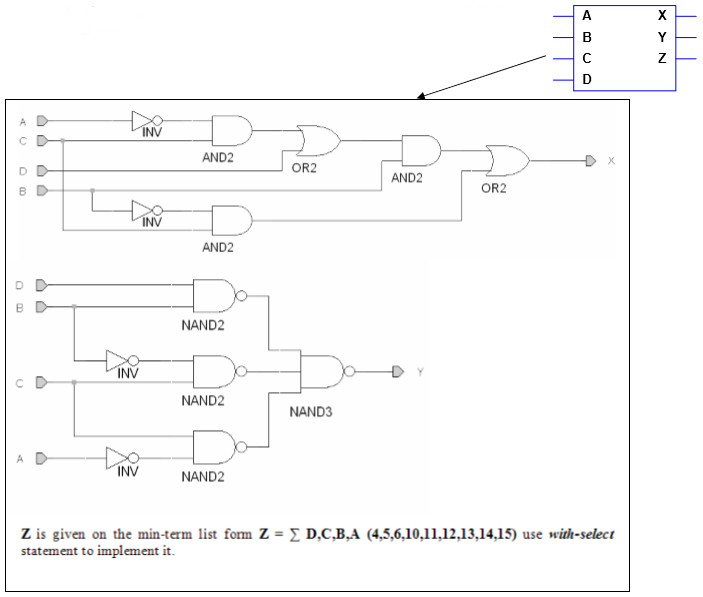 A X
B Y
C Z
D
A
INV
C
AND2
D
OR2
AND2
B
OR2
X
INV
AND2
D
B
NAND2
INV
C
NAND2
Y
NAND3
A
INV
NAND2
Z is given on the min-term list form Z = ∑ D,C,B,A (4,5,6,10,11,12,13,14,15) use with-select
statement to implement it.